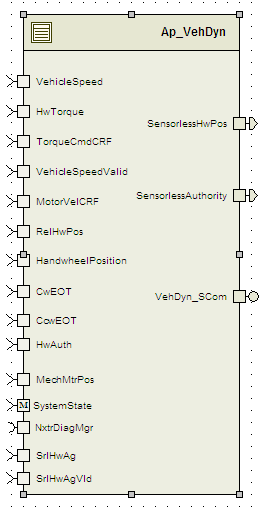 Ap_VehDyn
VehicleSpeed
HwTorque
SensorlessHwPos
TorqueCmdCRF
VehicleSpeedValid
SensorlessAuthority
MotorVelCRF
RelHwPos
HandwheelPosition
CwEOT
VehDyn_SCom
CcwEOT
HwAuth
MechMtrPos
M
SystemState
NxtrDiagMgr
SrlHwAg
SrlHwAgVld